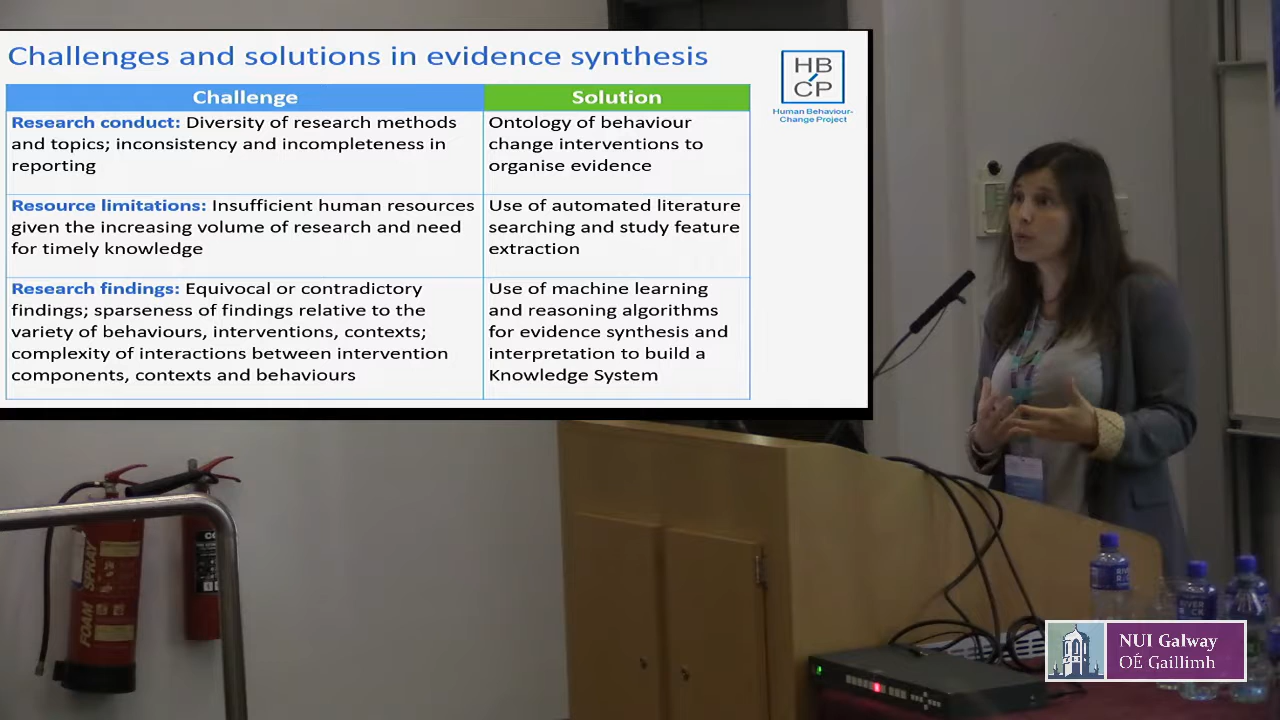 Challenges and solutions in evidence synthesis
HB
CP
Human Behaviour-
Change Project
Challenge
Solution
Research conduct: Diversity of research methods
and topics; inconsistency and incompleteness in
reporting
Ontology of behaviour
change interventions to
organise evidence
Resource limitations: Insufficient human resources
given the increasing volume of research and need
for timely knowledge
Use of automated literature
searching and study feature
extraction
Research findings: Equivocal or contradictory
findings; sparseness of findings relative to the
variety of behaviours, interventions, contexts;
complexity of interactions between intervention
components, contexts and behaviours
Use of machine learning
and reasoning algorithms
for evidence synthesis and
interpretation to build a
Knowledge System
FOAM SPRAY
RIVER
ROCK
NUI Galway
OÉ Gaillimh